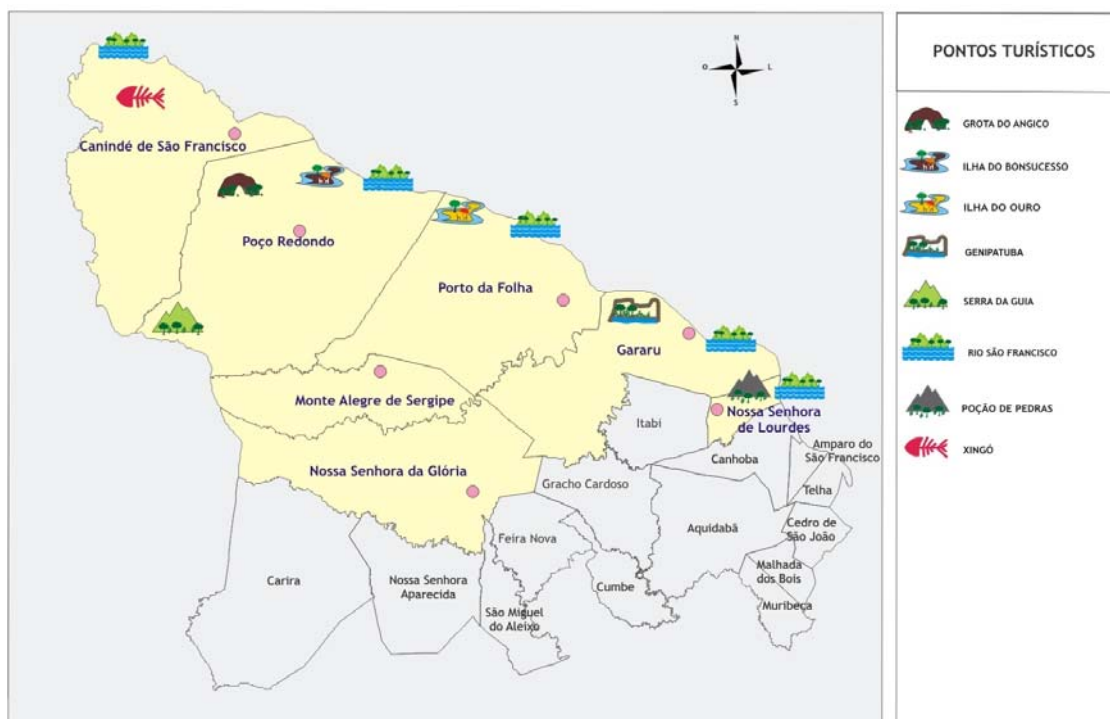 PONTOS TURÍSTICOS
GROTA DO ANGICO
ILHA DO BONSUCESSO
ILHA DO OURO
GENIPATUBA
SERRA DA GUIA
RIO SÃO FRANCISCO
POÇÃO DE PEDRAS
XINGÓ
N
O
L
S
Canindé de São Francisco
Poço Redondo
Porto da Folha
Gararu
Monte Alegre de Sergipe
Nossa Senhora
de Lourdes
Itabi
Nossa Senhora da Glória
Canhoba
Amparo do
São Francisco
Gracho Cardoso
Telha
Aquidabã
Cedro de
São João
Feira Nova
Malhada
dos Bois
Carira
Nossa Senhora
Aparecida
Cumbe
Muribeca
São Miguel
do Aleixo